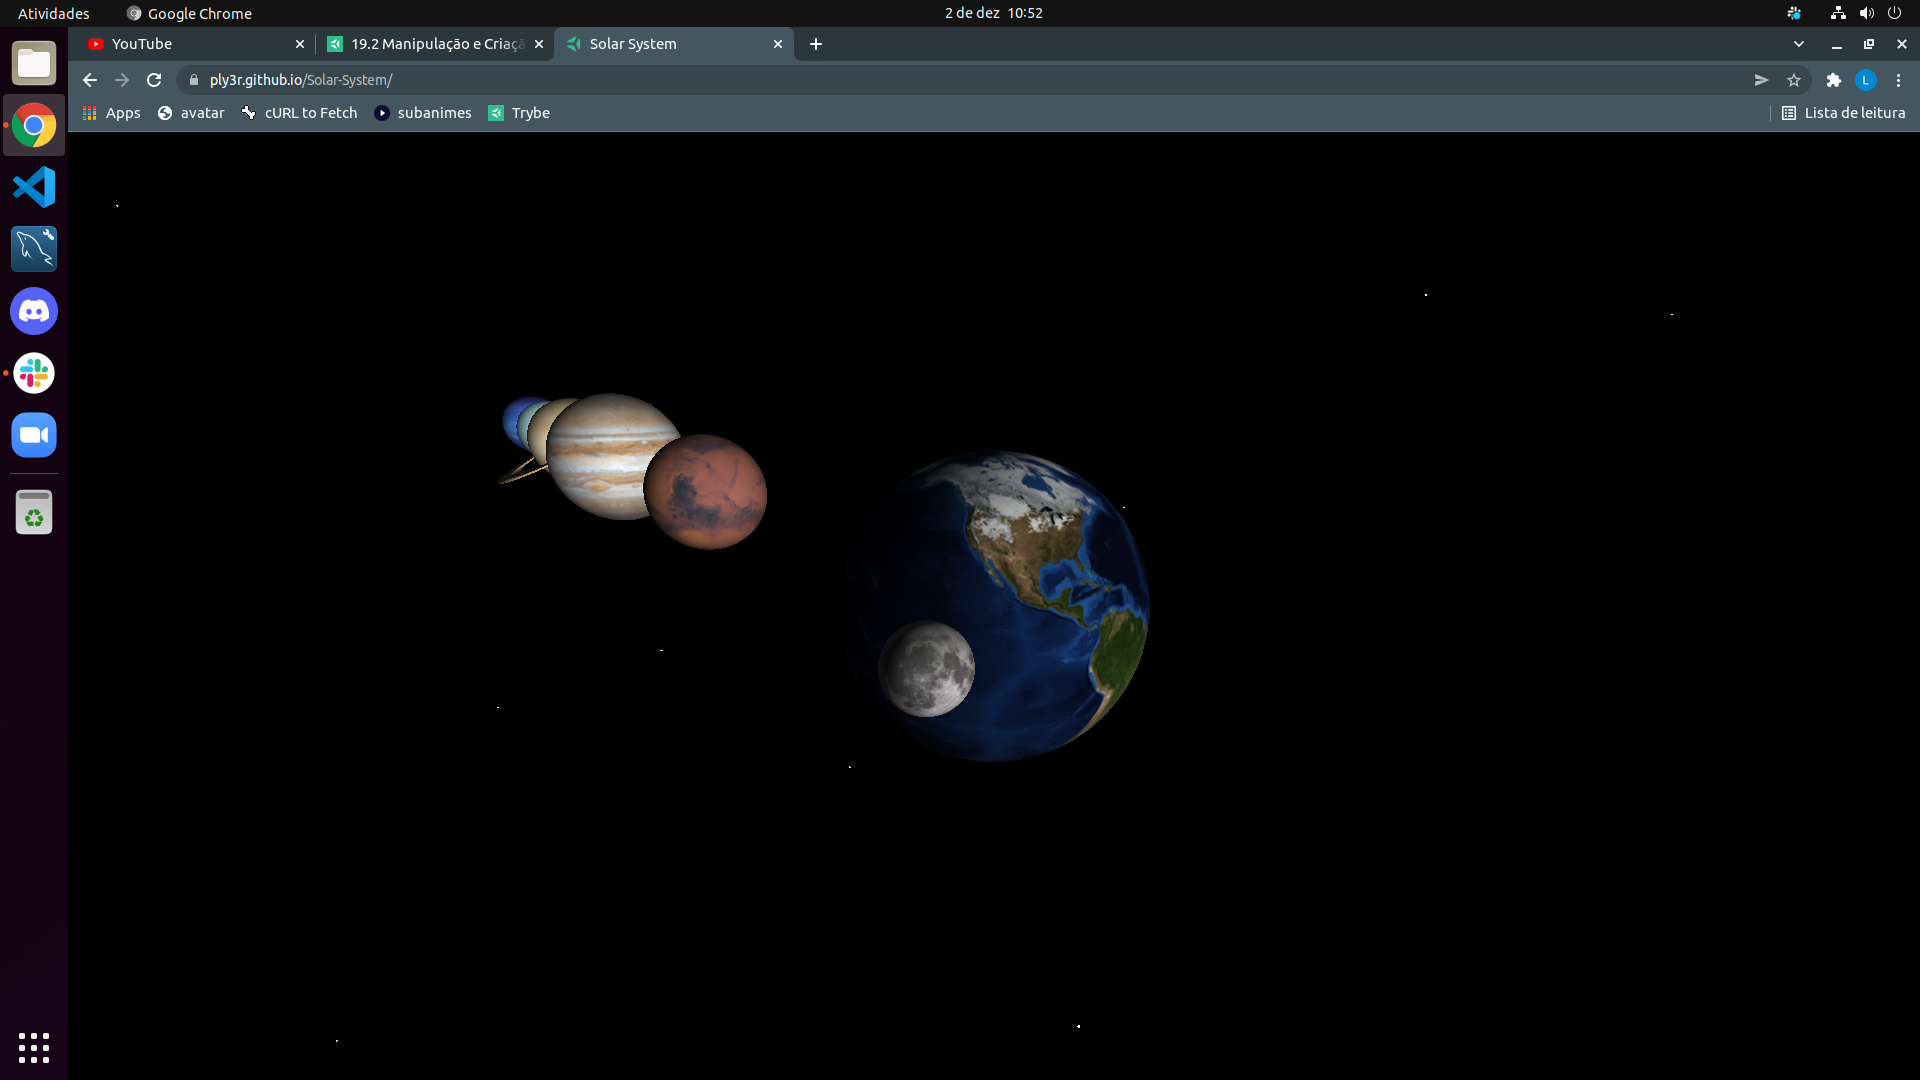 Atividades
Google Chrome
2 de dez 10:52
YouTube
19.2 Manipulação e Criaçã
Solar System
ply3r.github.io/Solar-System/
L
Apps
avatar
cURL to Fetch
subanimes
Trybe
Lista de leitura